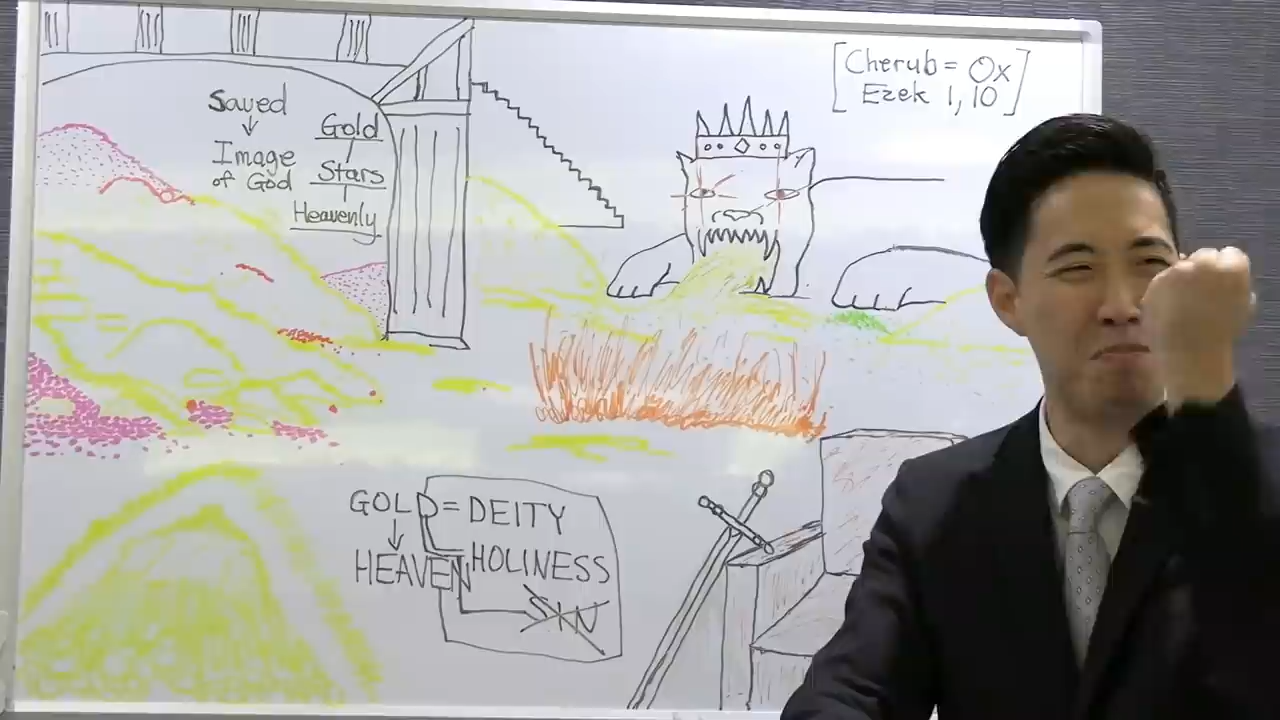 Saved
Image
of God
Gold
Stars
Heavenly
[Cherub = Ox
Ezek 1, 10]
GOLD = DEITY
HEAVEN HOLINESS
SIN